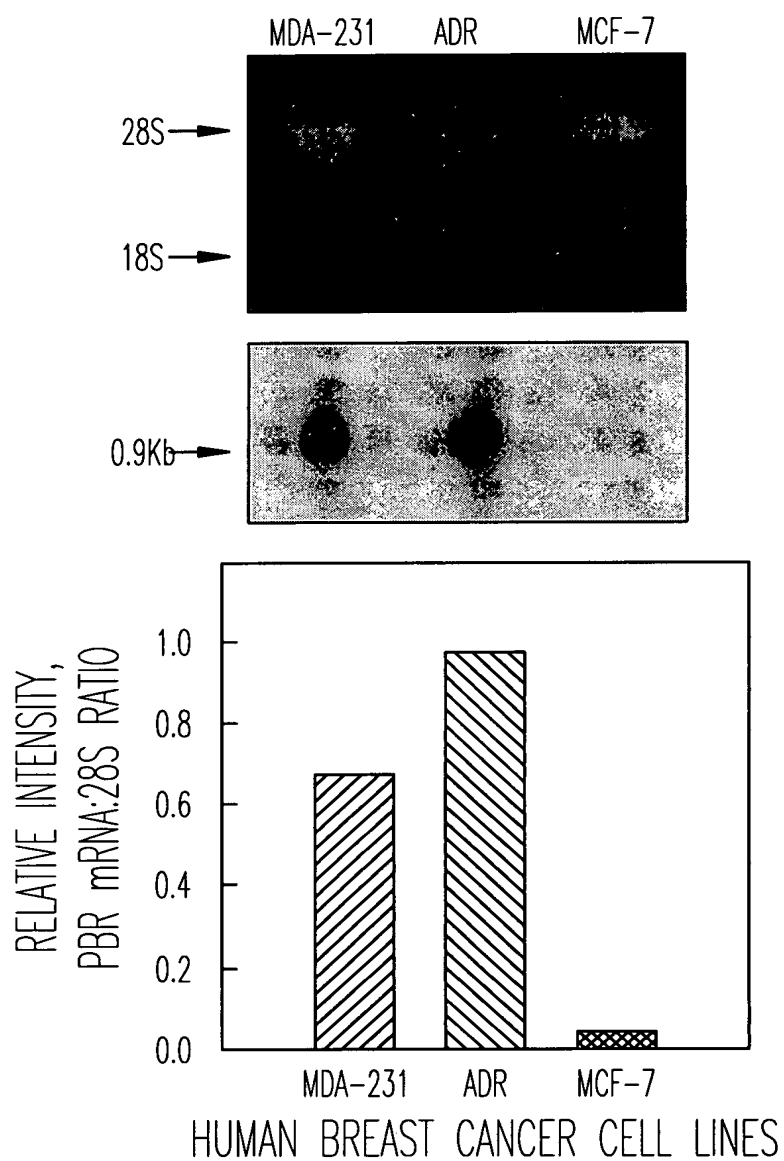 MDA-231 ADR MCF-7
28S
18S
0.9Kb
RELATIVE INTENSITY,
PBR mRNA:28S RATIO
1.0
0.8
0.6
0.4
0.2
0.0
MDA-231 ADR MCF-7
HUMAN BREAST CANCER CELL LINES